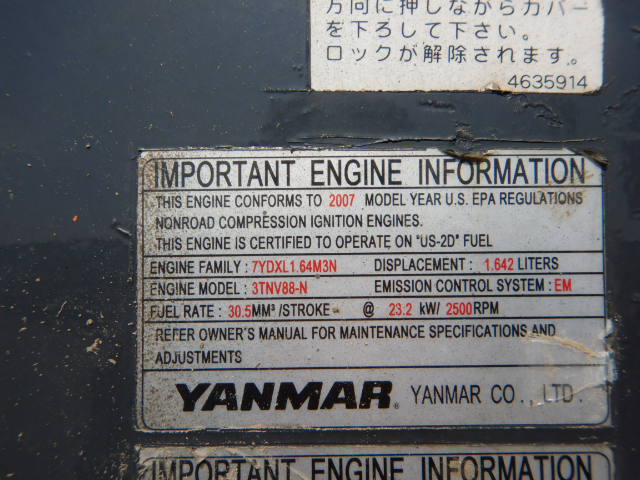 方向に押しながらカバー
を下ろして下さい。
ロックが解除されます。
4635914
IMPORTANT ENGINE INFORMATION
THIS ENGINE CONFORMS TO 2007 MODEL YEAR U.S. EPA REGULATIONS
NONROAD COMPRESSION IGNITION ENGINES.
THIS ENGINE IS CERTIFIED TO OPERATE ON "US-2D" FUEL
ENGINE FAMILY : 7YDXL1.64M3N DISPLACEMENT : 1.642 LITERS
ENGINE MODEL : 3TNV88-N EMISSION CONTROL SYSTEM : EM
FUEL RATE : 30.5MM³ /STROKE @ 23.2 kW/ 2500RPM
REFER OWNER'S MANUAL FOR MAINTENANCE SPECIFICATIONS AND
ADJUSTMENTS
YANMAR. YANMAR CO., LTD.
IMPORTANT ENGINE INFORMATION